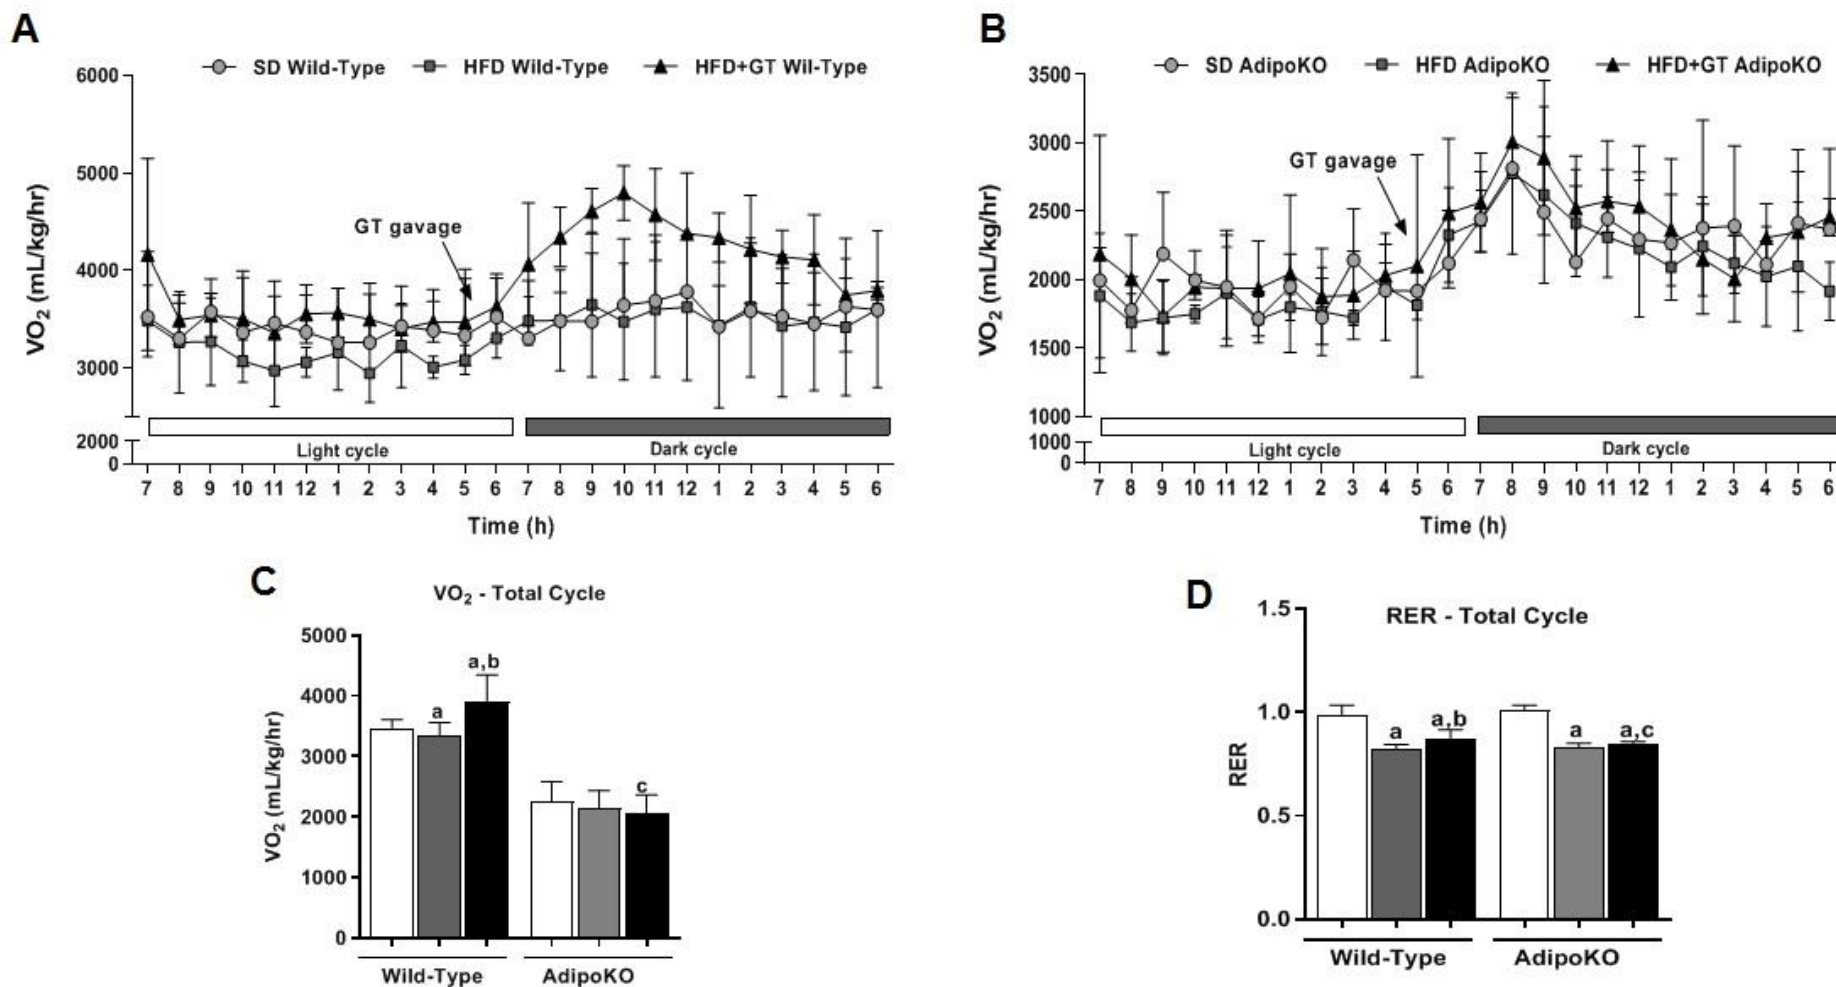 A
SD Wild-Type HFD Wild-Type HFD+GT Wil-Type
6000
5000
4000
3000
2000
0
VO2 (mL/kg/hr)
GT gavage
Light cycle Dark cycle
7 8 9 10 11 12 1 2 3 4 5 6 7 8 9 10 11 12 1 2 3 4 5 6
Time (h)
B
SD AdipoKO HFD AdipoKO HFD+GT AdipoKO
3500
3000
2500
2000
1500
1000
1000
0
VO2 (mL/kg/hr)
GT gavage
Light cycle Dark cycle
7 8 9 10 11 12 1 2 3 4 5 6 7 8 9 10 11 12 1 2 3 4 5 6
Time (h)
C
VO2 - Total Cycle
5000
4000
3000
2000
1000
0
VO2 (mL/kg/hr)
a a,b c
Wild-Type AdipoKO
D
RER - Total Cycle
1.5
1.0
0.5
0.0
RER
a a,b a a,c
Wild-Type AdipoKO